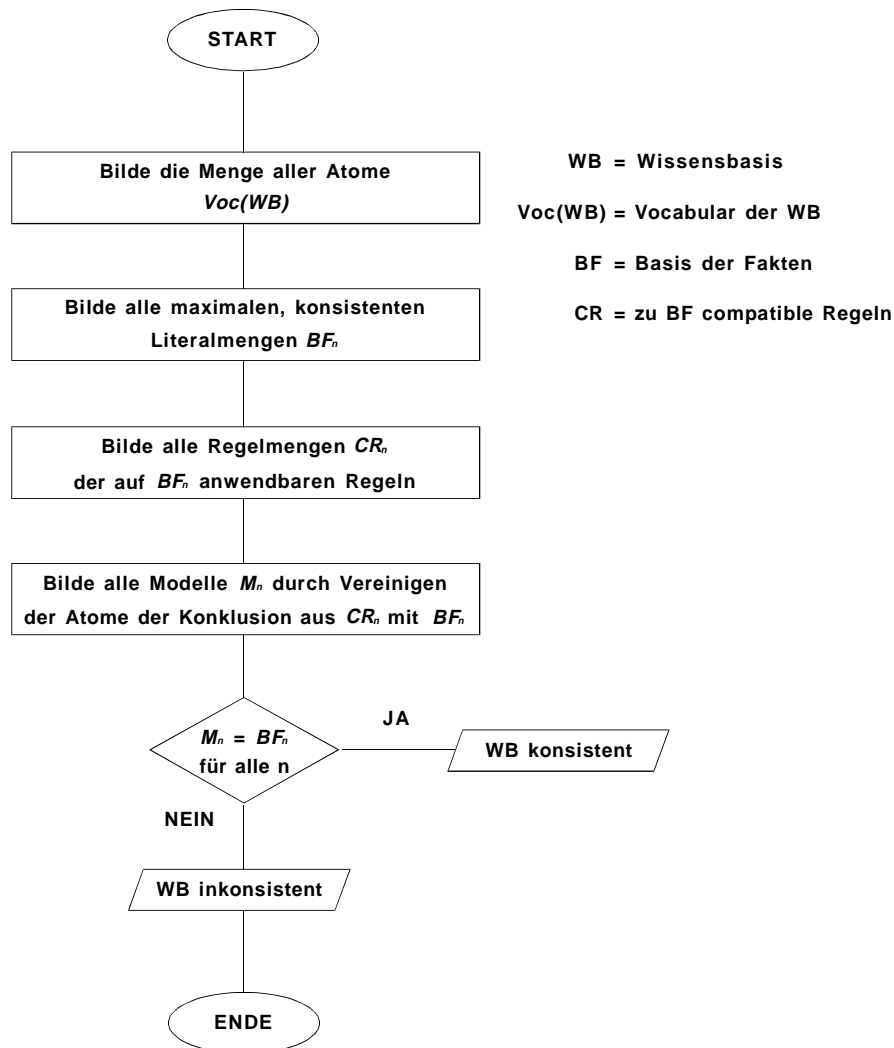 START
Bilde die Menge aller Atome
Voc(WB)
WB = Wissensbasis
Voc(WB) = Vocabular der WB
BF = Basis der Fakten
CR = zu BF compatible Regeln
Bilde alle maximalen, konsistenten
Literalmengen BFn
Bilde alle Regelmengen CRn
der auf BFn anwendbaren Regeln
Bilde alle Modelle Mn durch Vereinigen
der Atome der Konklusion aus CRn mit BFn
Mn = BFn
für alle n
JA
WB konsistent
NEIN
WB inkonsistent
ENDE